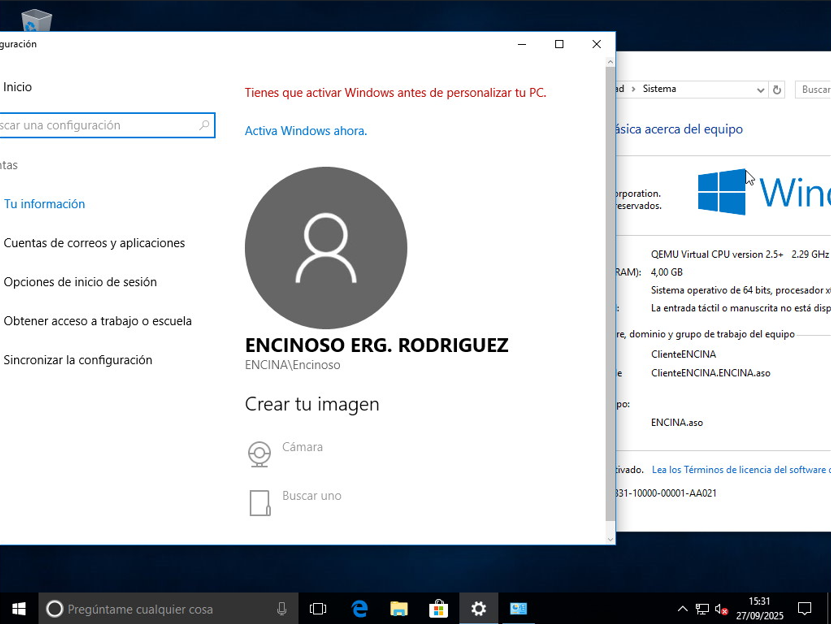 guración
Inicio
scar una configuración
ntas
Tu información
Cuentas de correos y aplicaciones
Opciones de inicio de sesión
Obtener acceso a trabajo o escuela
Sincronizar la configuración
Tienes que activar Windows antes de personalizar tu PC.
Activa Windows ahora.
ENCINOSO ERG. RODRIGUEZ
ENCINA\Encinoso
Crear tu imagen
Cámara
Buscar uno
ad > Sistema
Buscar
ásica acerca del equipo
orporation.
eservados.
Wind
QEMU Virtual CPU version 2.5+ 2.29 GHz
RAM): 4,00 GB
Sistema operativo de 64 bits, procesador x
La entrada táctil o manuscrita no está disp
re, dominio y grupo de trabajo del equipo
ClienteENCINA
e ClienteENCINA.ENCINA.aso
po:
ENCINA.aso
tivado. Lea los Términos de licencia del software
331-10000-00001-AA021
Pregúntame cualquier cosa
15:31
27/09/2025